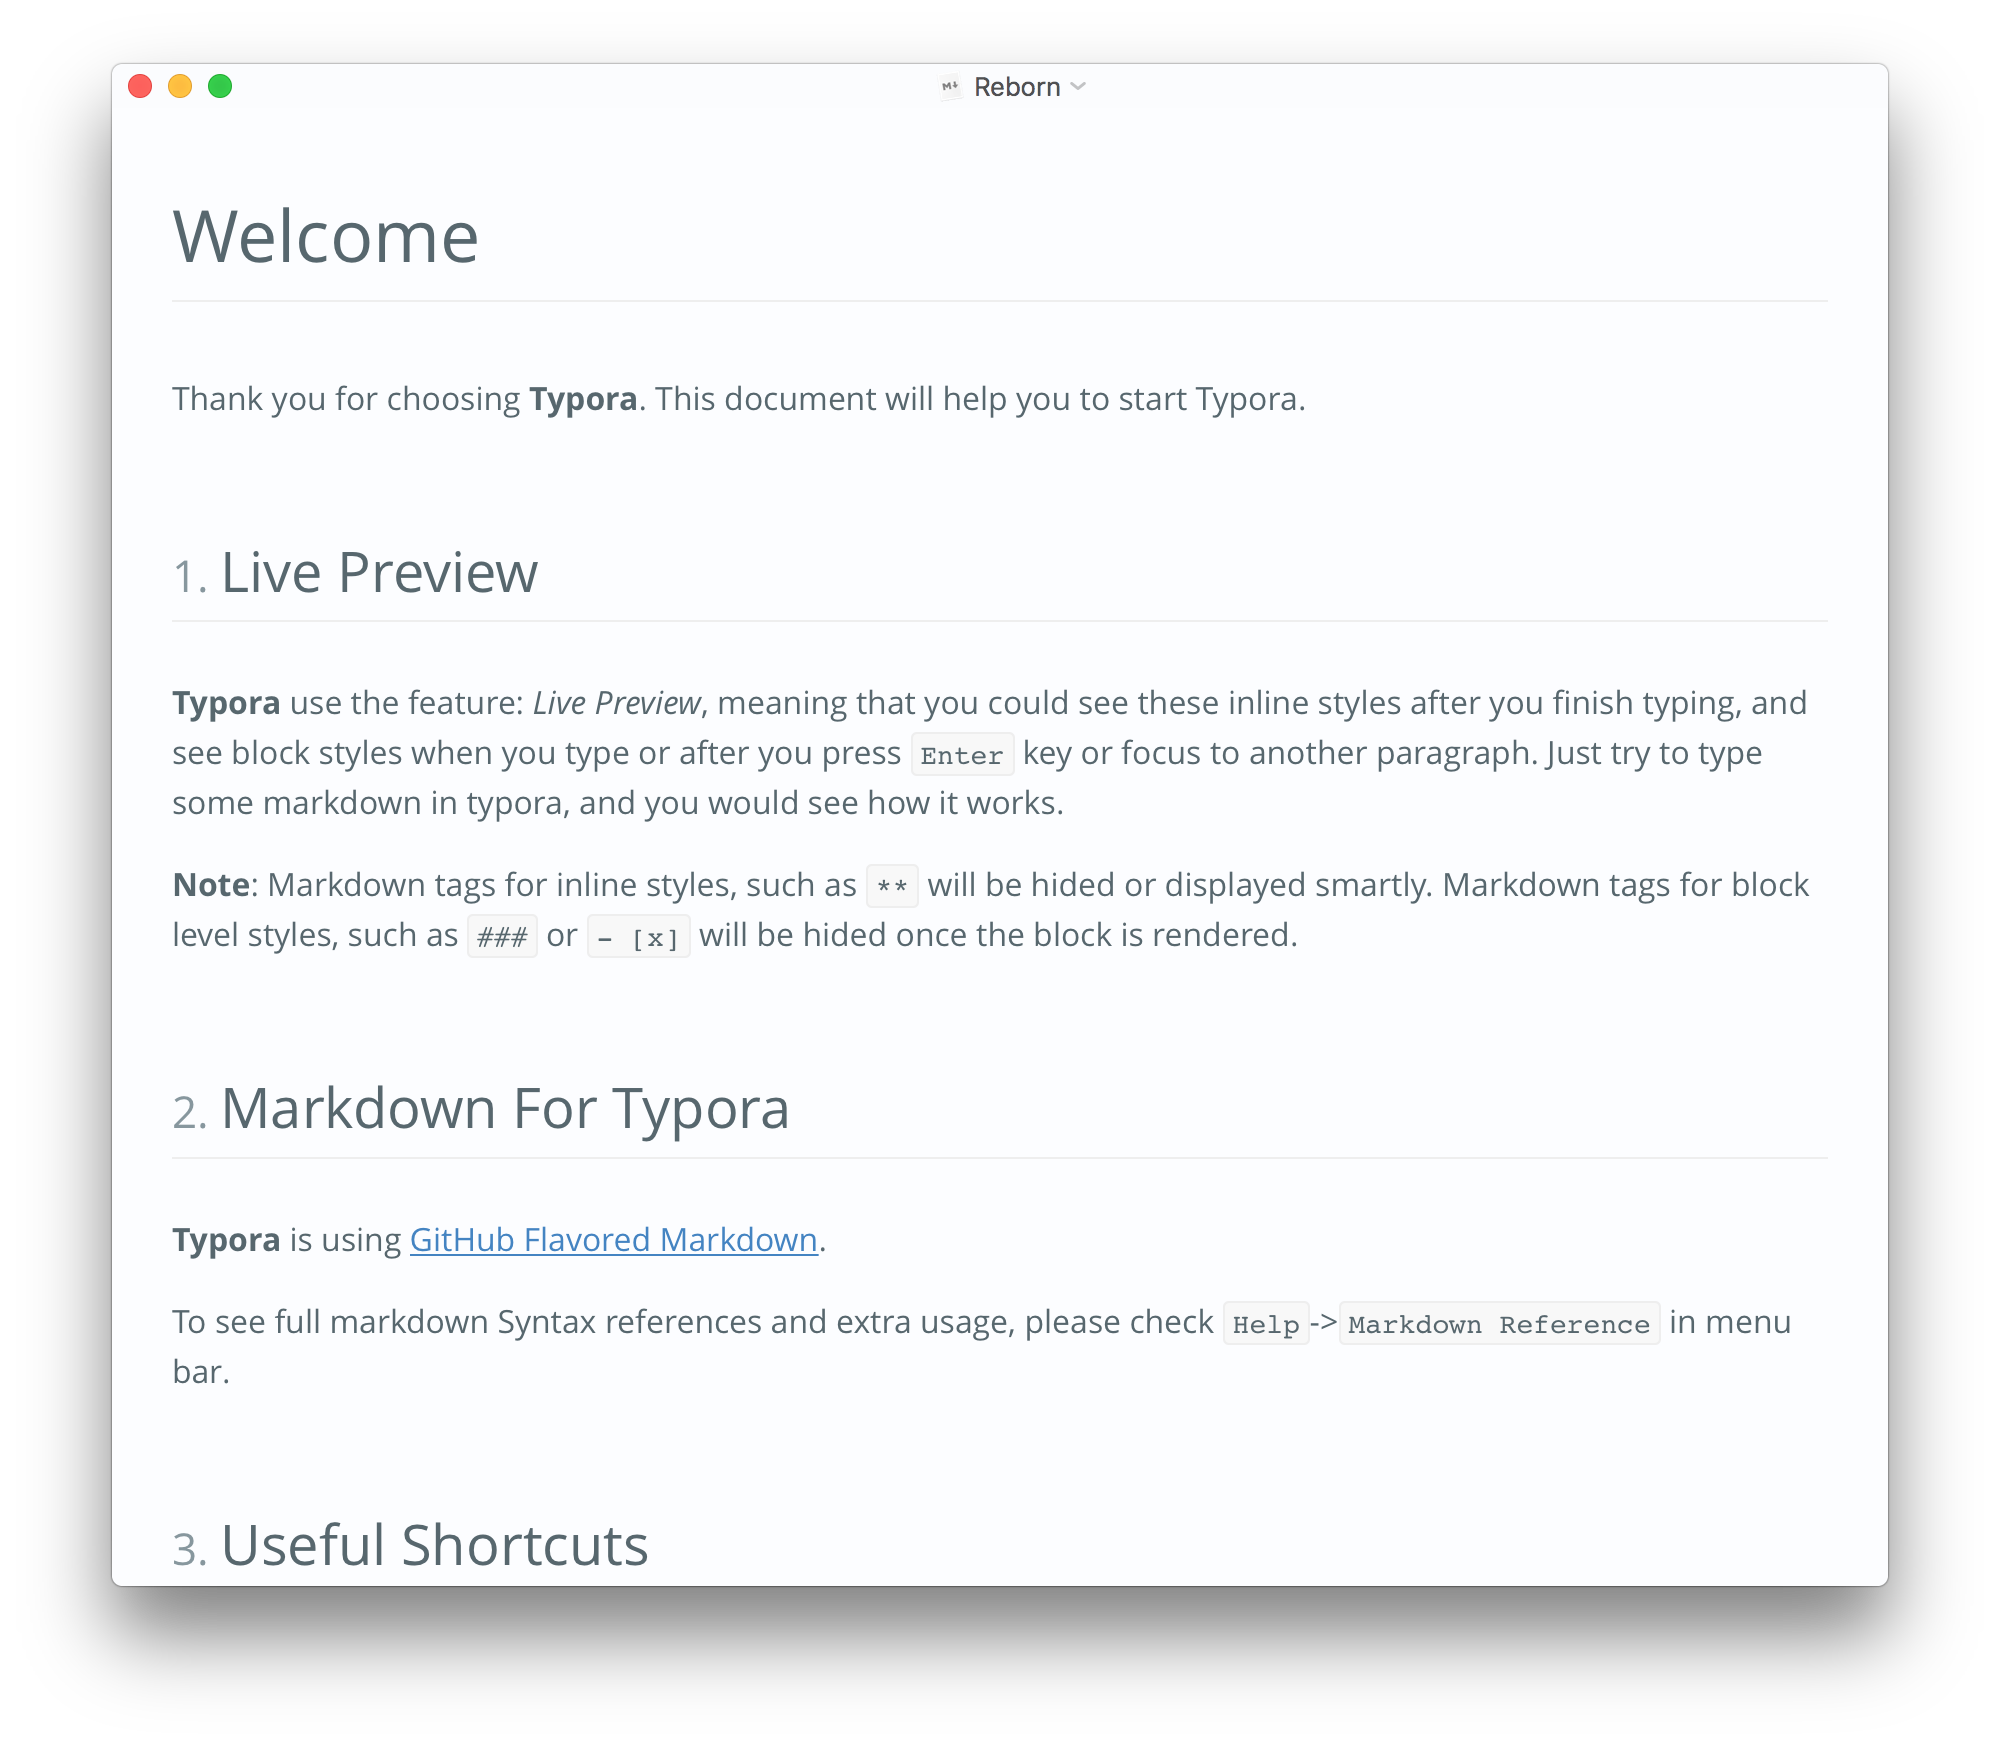 Reborn
Welcome
Thank you for choosing Typora. This document will help you to start Typora.
1. Live Preview
Typora use the feature: Live Preview, meaning that you could see these inline styles after you finish typing, and
see block styles when you type or after you press Enter key or focus to another paragraph. Just try to type
some markdown in typora, and you would see how it works.
Note: Markdown tags for inline styles, such as ** will be hided or displayed smartly. Markdown tags for block
level styles, such as ### or – [x] will be hided once the block is rendered.
2. Markdown For Typora
Typora is using GitHub Flavored Markdown.
To see full markdown Syntax references and extra usage, please check Help->Markdown Reference in menu
bar.
3. Useful Shortcuts